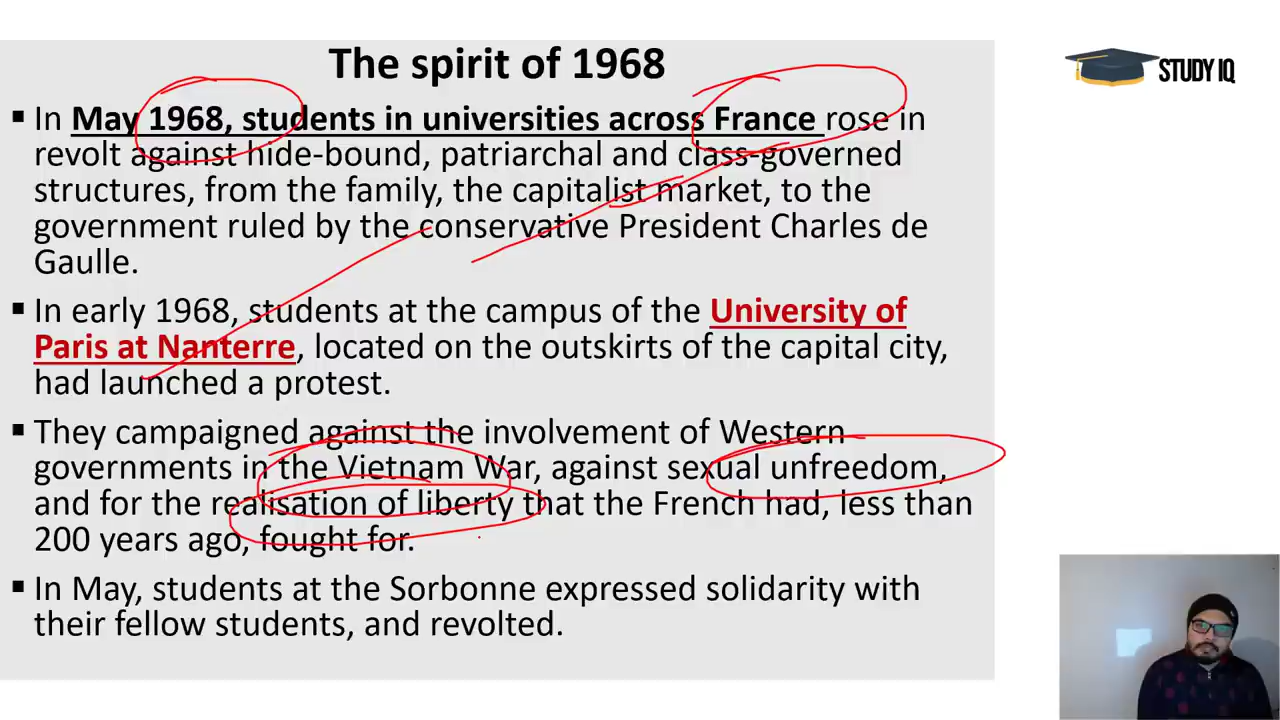 The spirit of 1968
STUDY IQ
▪ In May 1968, students in universities across France rose in
revolt against hide-bound, patriarchal and class-governed
structures, from the family, the capitalist market, to the
government ruled by the conservative President Charles de
Gaulle.
▪ In early 1968, students at the campus of the University of
Paris at Nanterre, located on the outskirts of the capital city,
had launched a protest.
▪ They campaigned against the involvement of Western
governments in the Vietnam War, against sexual unfreedom,
and for the realisation of liberty that the French had, less than
200 years ago, fought for.
▪ In May, students at the Sorbonne expressed solidarity with
their fellow students, and revolted.